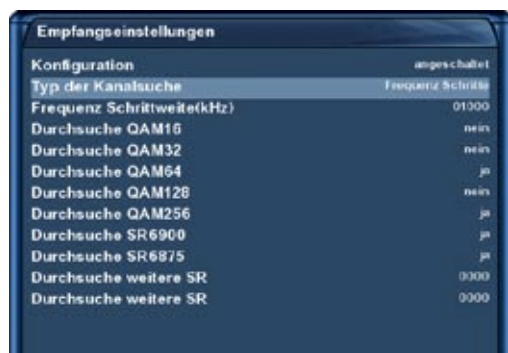 Empfangseinstellungen
Konfiguration angeschaltet
Typ der Kanalsuche Frequenz Schritte
Frequenz Schrittweite(kHz) 01000
Durchsuche QAM16 nein
Durchsuche QAM32 nein
Durchsuche QAM64 ja
Durchsuche QAM128 nein
Durchsuche QAM256 ja
Durchsuche SR6900 ja
Durchsuche SR6875 ja
Durchsuche weitere SR 0000
Durchsuche weitere SR 0000